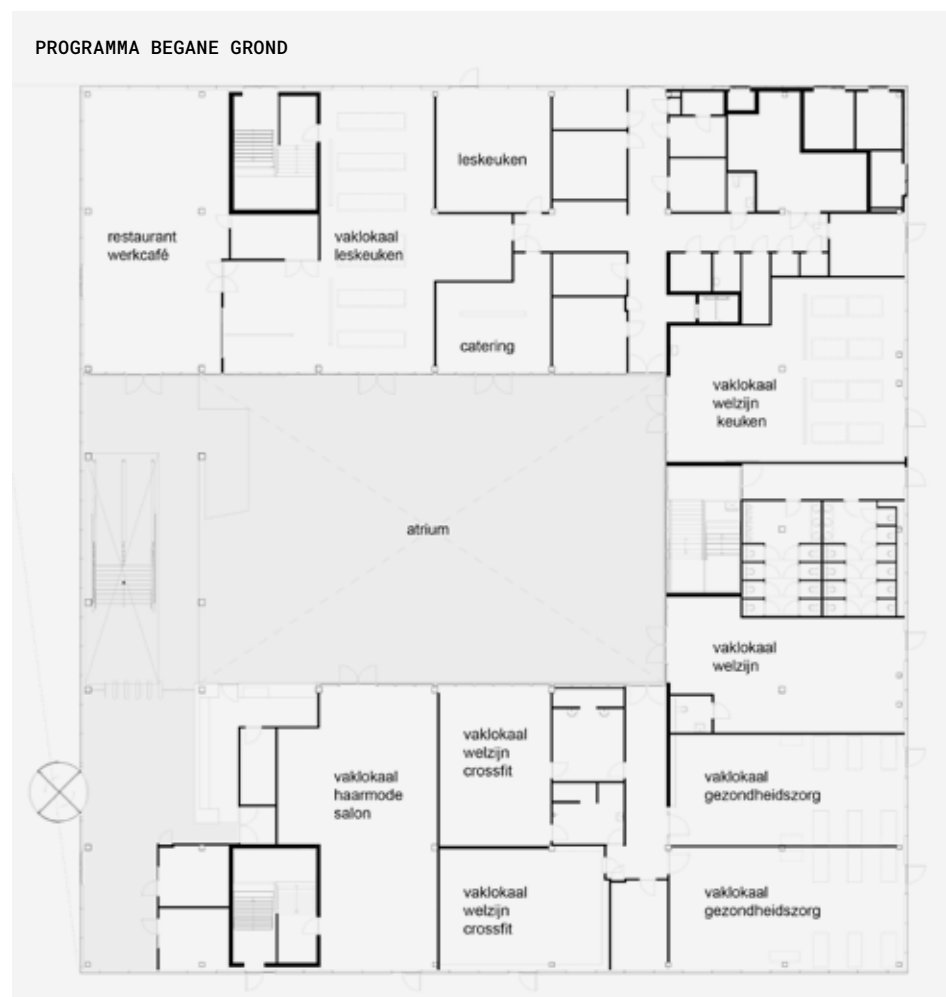 PROGRAMMA BEGANE GROND
leskeuken
restaurant
werkcafé
vaklokaal
leskeuken
catering
vaklokaal
welzijn
keuken
atrium
vaklokaal
welzijn
vaklokaal
haarmode
salon
vaklokaal
welzijn
crossfit
vaklokaal
gezondheidszorg
vaklokaal
welzijn
crossfit
vaklokaal
gezondheidszorg